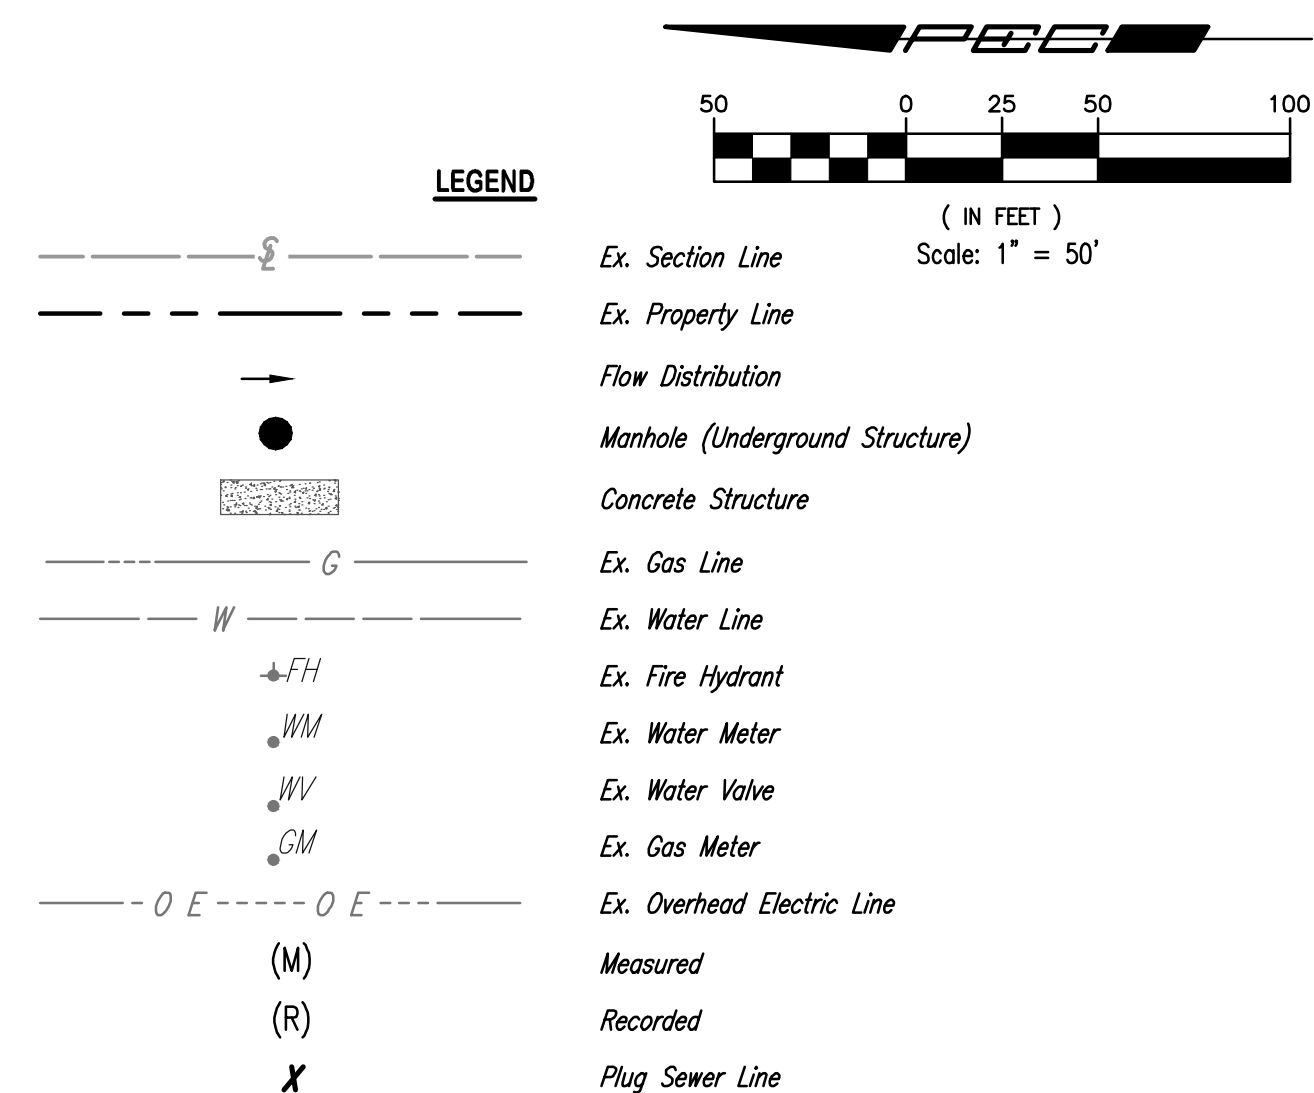 PEC
50 0 25 50 100
( IN FEET )
Scale: 1" = 50'
LEGEND
Ex. Section Line
Ex. Property Line
Flow Distribution
Manhole (Underground Structure)
Concrete Structure
G Ex. Gas Line
W Ex. Water Line
FH Ex. Fire Hydrant
WM Ex. Water Meter
WV Ex. Water Valve
GM Ex. Gas Meter
O E O E Ex. Overhead Electric Line
(M) Measured
(R) Recorded
X Plug Sewer Line